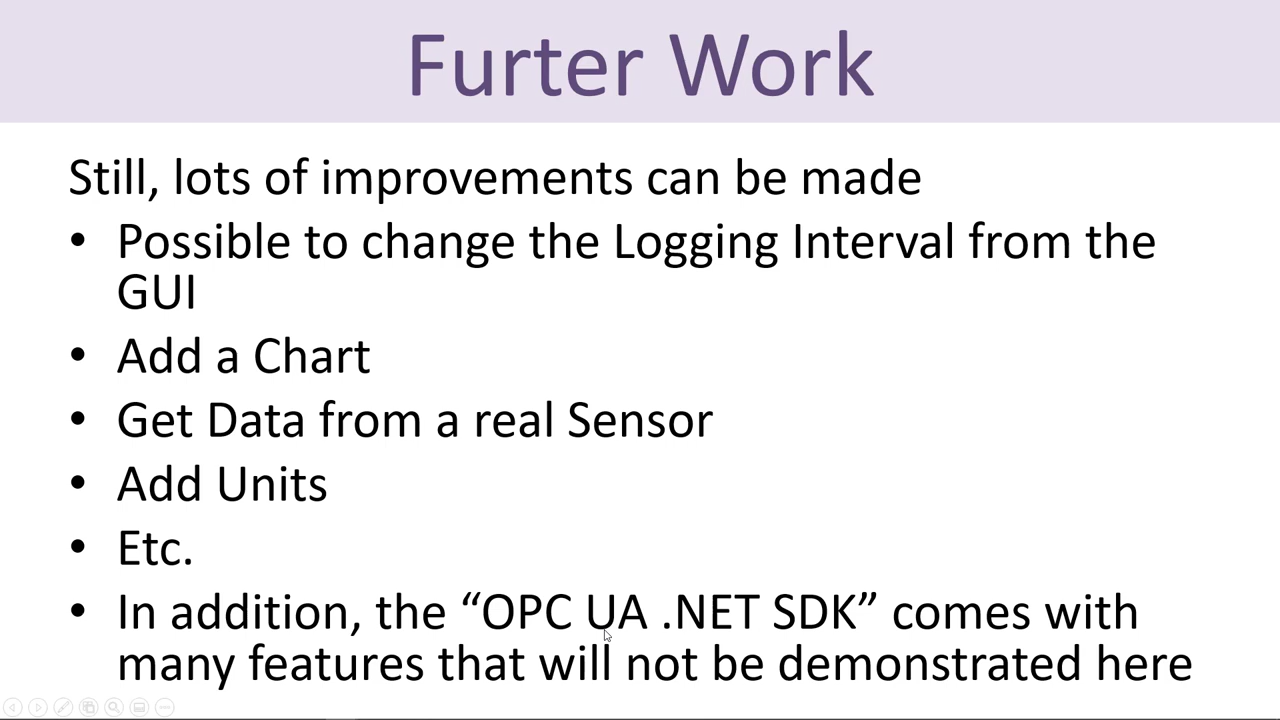 Furter Work
Still, lots of improvements can be made
• Possible to change the Logging Interval from the
GUI
• Add a Chart
• Get Data from a real Sensor
• Add Units
• Etc.
• In addition, the “OPC UA .NET SDK” comes with
many features that will not be demonstrated here